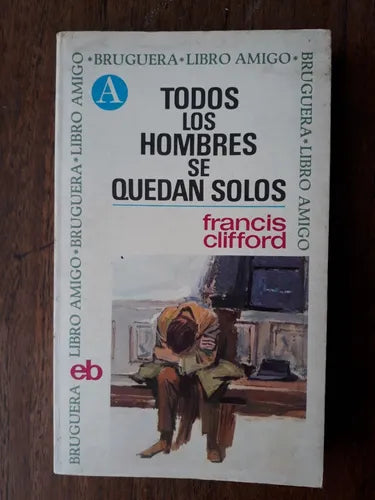 BRUGUERA * LIBRO AMIGO * BRUGUERA * LIBRO AMIGO
* BRUGUERA * LIBRO AMIGO *
BRUGUERA * LIBRO AMIGO
A
TODOS
LOS
HOMBRES
SE
QUEDAN SOLOS
francis
clifford
eb